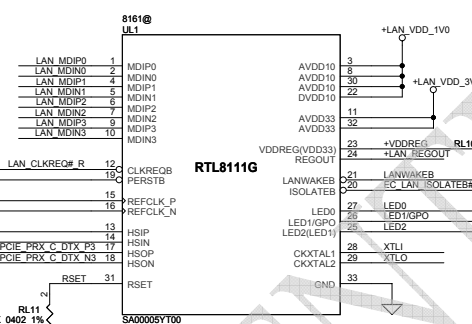 8161@
UL1
+LAN_VDD_1V0
LAN_MDIP0 1 MDIP0 AVDD10 3
LAN_MDIN0 2 MDIN0 AVDD10 8
LAN_MDIP1 4 MDIP1 AVDD10 30
LAN_MDIN1 5 MDIN1 DVDD10 22
+LAN_VDD_3V
LAN_MDIP2 6 MDIP2
LAN_MDIN2 7 MDIN2 AVDD33 11
LAN_MDIP3 9 MDIP3 AVDD33 32
LAN_MDIN3 10 MDIN3
VDDREG(VDD33) 23 +VDDREG RL16
REGOUT 24 +LAN_REGOUT
LAN_CLKREQ#_R 12 CLKREQB RTL8111G
19 PERSTB LANWAKEB 21 LANWAKEB
ISOLATEB 20 EC_LAN_ISOLATEB#
15 REFCLK_P
16 REFCLK_N LED0 27 LED0
LED1/GPO 26 LED1/GPO
13 HSIP LED2(LED1) 25 LED2
14 HSIN
PCIE_PRX_C_DTX_P3 17 HSOP CKXTAL1 28 XTLI
PCIE_PRX_C_DTX_N3 18 HSON CKXTAL2 29 XTLO
RSET 31 RSET GND 33
2
RL11
0402 1%
SA00005YT00